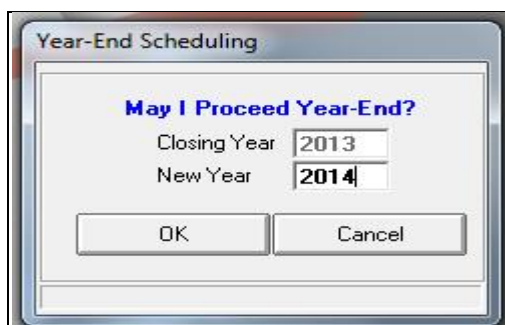 Year-End Scheduling
May I Proceed Year-End?
Closing Year 2013
New Year 2014
OK Cancel